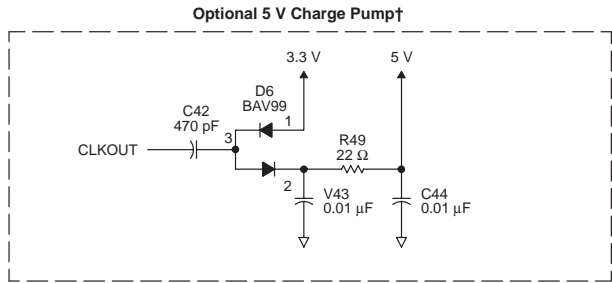 Optional 5 V Charge Pump†
3.3 V
5 V
D6
BAV99
C42
470 pF
1
3
R49
22 Ω
CLKOUT
2
V43
0.01 µF
C44
0.01 µF